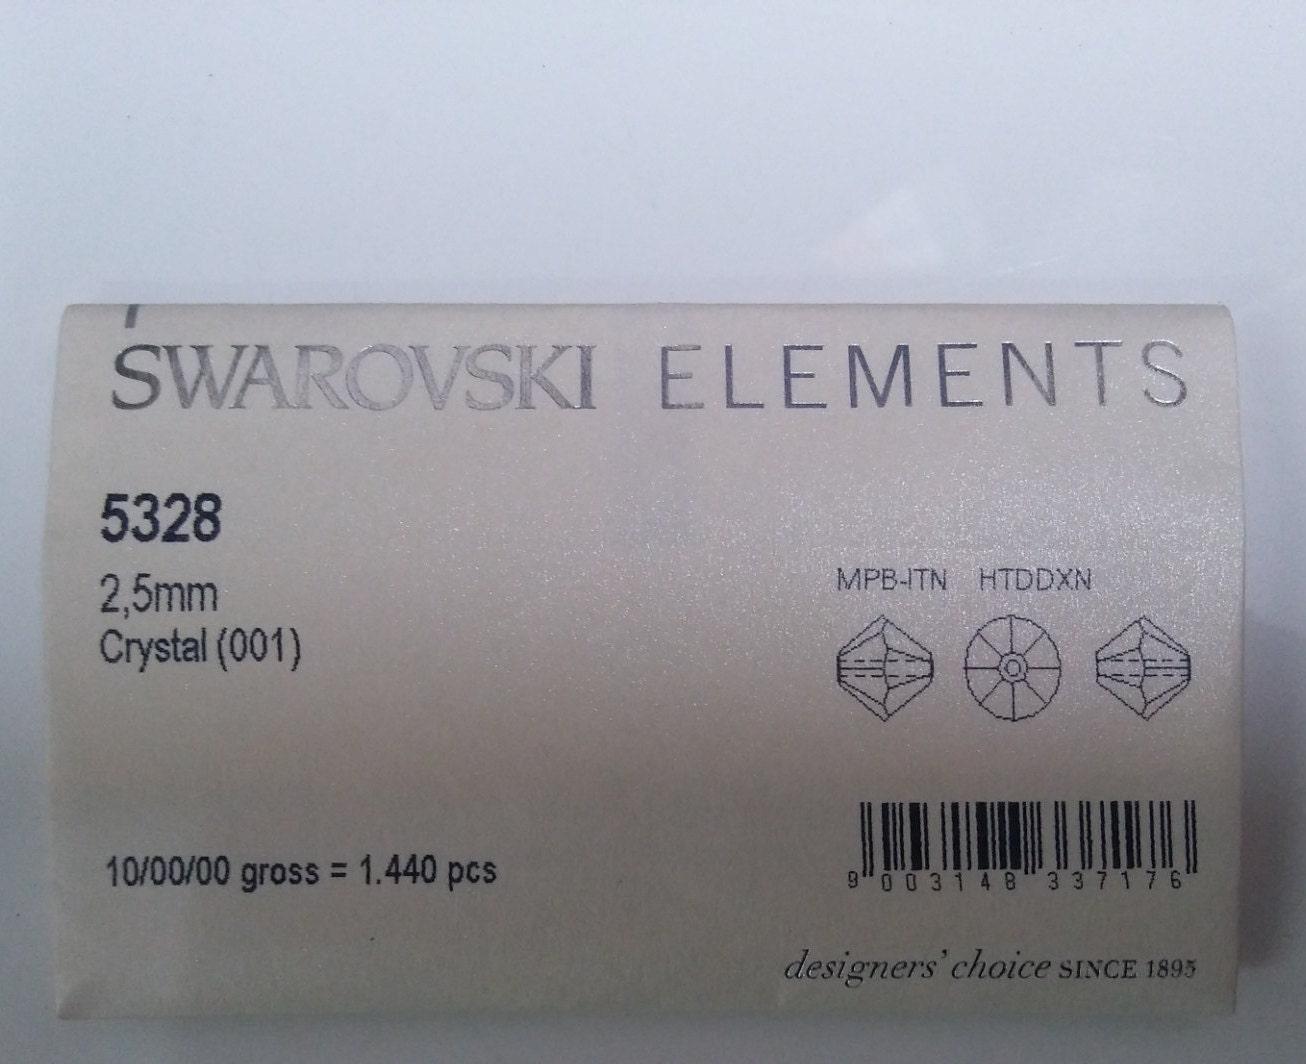 SWAROVSKI ELEMENTS
5328
2,5mm
Crystal (001)
MPB-ITN HTDDXN
10/00/00 gross = 1.440 pcs
9 003148 337176
designers' choice SINCE 1895